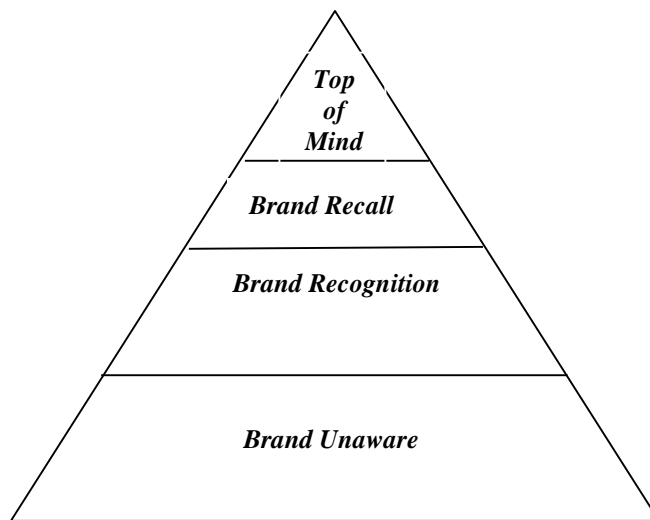 Top
of
Mind
Brand Recall
Brand Recognition
Brand Unaware